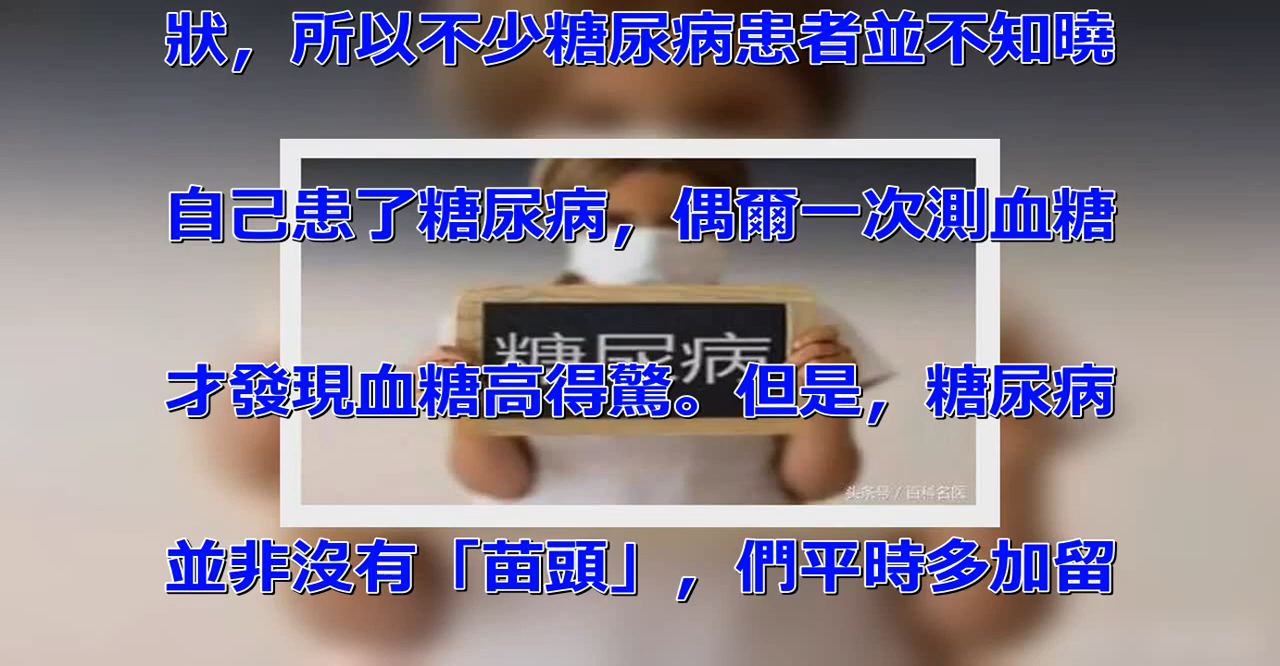 狀，所以不少糖尿病患者並不知曉
自己患了糖尿病，偶爾一次測血糖
糖尿病
才發現血糖高得驚。但是，糖尿病
头条号 / 百科名医
並非沒有「苗頭」，們平時多加留